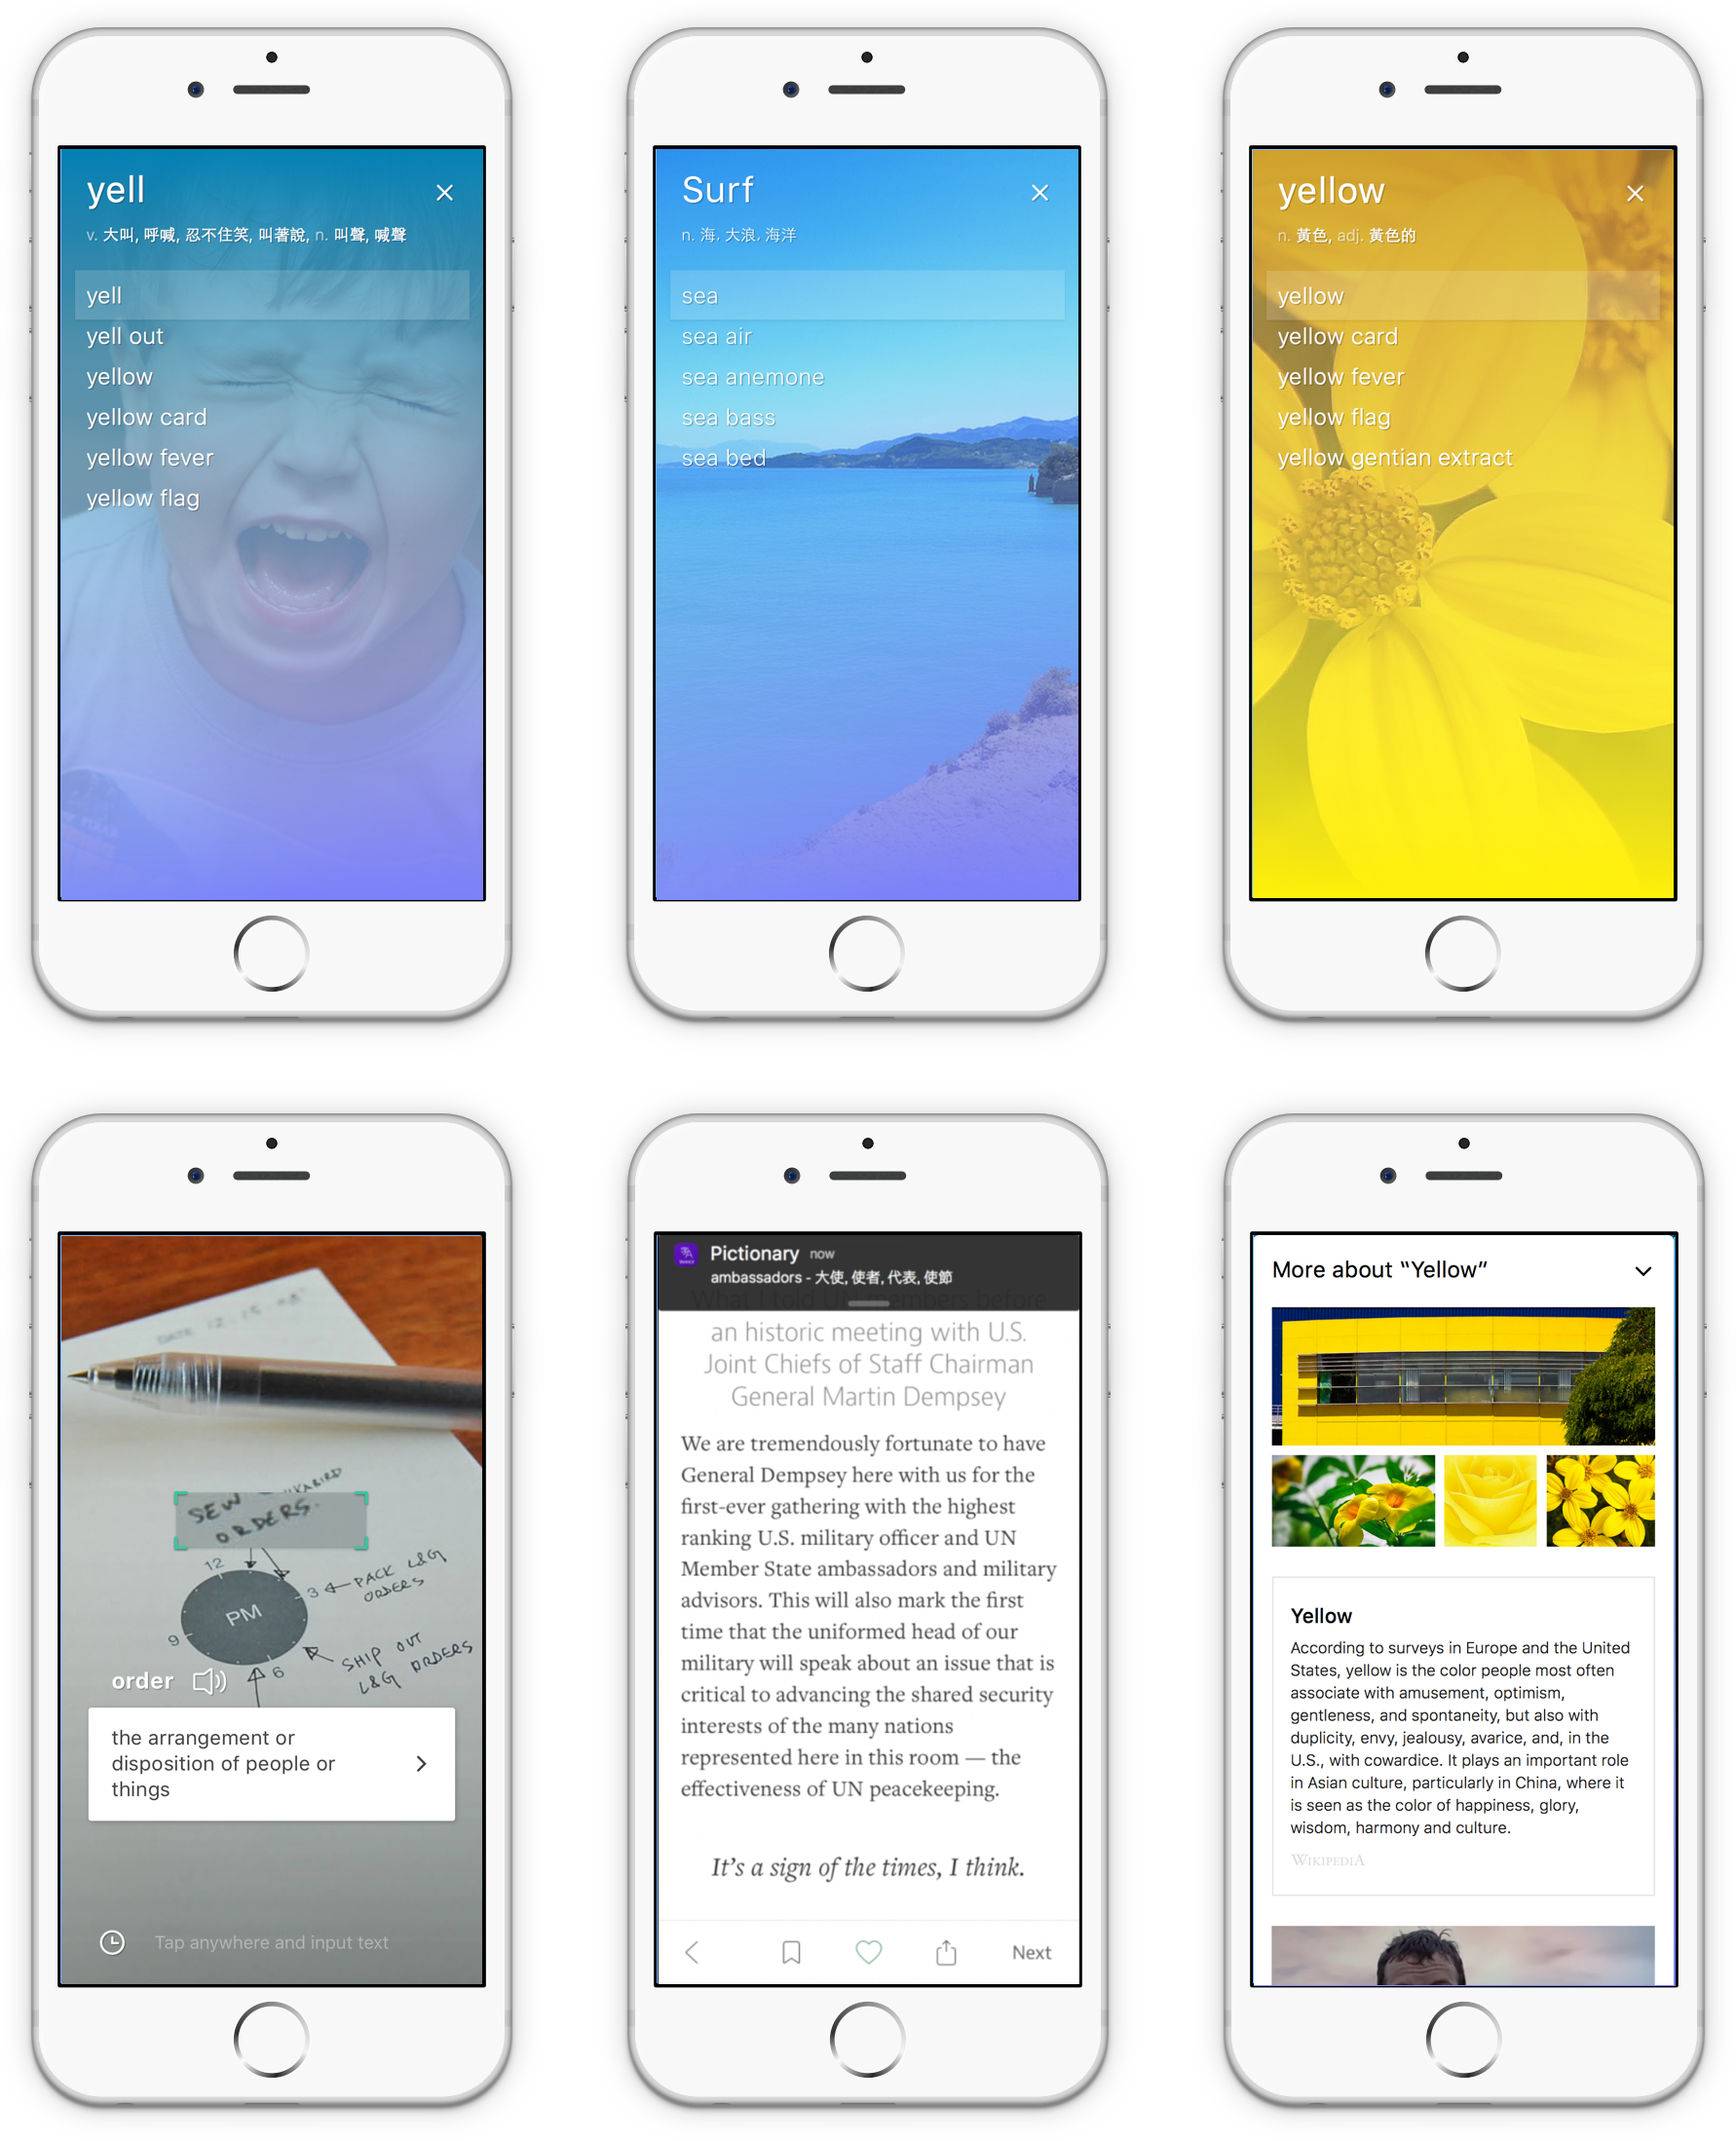 yell
v. 大叫, 呼喊, 忍不住笑, 叫著說, n. 叫聲, 喊聲
yell
yell out
yellow
yellow card
yellow fever
yellow flag
Surf
n. 海, 大浪, 海洋
sea
sea air
sea anemone
sea bass
sea bed
yellow
n. 黃色, adj. 黃色的
yellow
yellow card
yellow fever
yellow flag
yellow gentian extract
DATE 12.15
SEW
ORDERS.
12
3
PACK L&G
ORDERS
PM
9
6
SHIP OUT
L&G ORDERS
order
the arrangement or
disposition of people or
things
Tap anywhere and input text
Pictionary now
ambassadors - 大使, 使者, 代表, 使節
What I told UN members before
an historic meeting with U.S.
Joint Chiefs of Staff Chairman
General Martin Dempsey
We are tremendously fortunate to have
General Dempsey here with us for the
first-ever gathering with the highest
ranking U.S. military officer and UN
Member State ambassadors and military
advisors. This will also mark the first
time that the uniformed head of our
military will speak about an issue that is
critical to advancing the shared security
interests of the many nations
represented here in this room — the
effectiveness of UN peacekeeping.
It's a sign of the times, I think.
Next
More about “Yellow”
Yellow
According to surveys in Europe and the United
States, yellow is the color people most often
associate with amusement, optimism,
gentleness, and spontaneity, but also with
duplicity, envy, jealousy, avarice, and, in the
U.S., with cowardice. It plays an important role
in Asian culture, particularly in China, where it
is seen as the color of happiness, glory,
wisdom, harmony and culture.
WIKIPEDIA